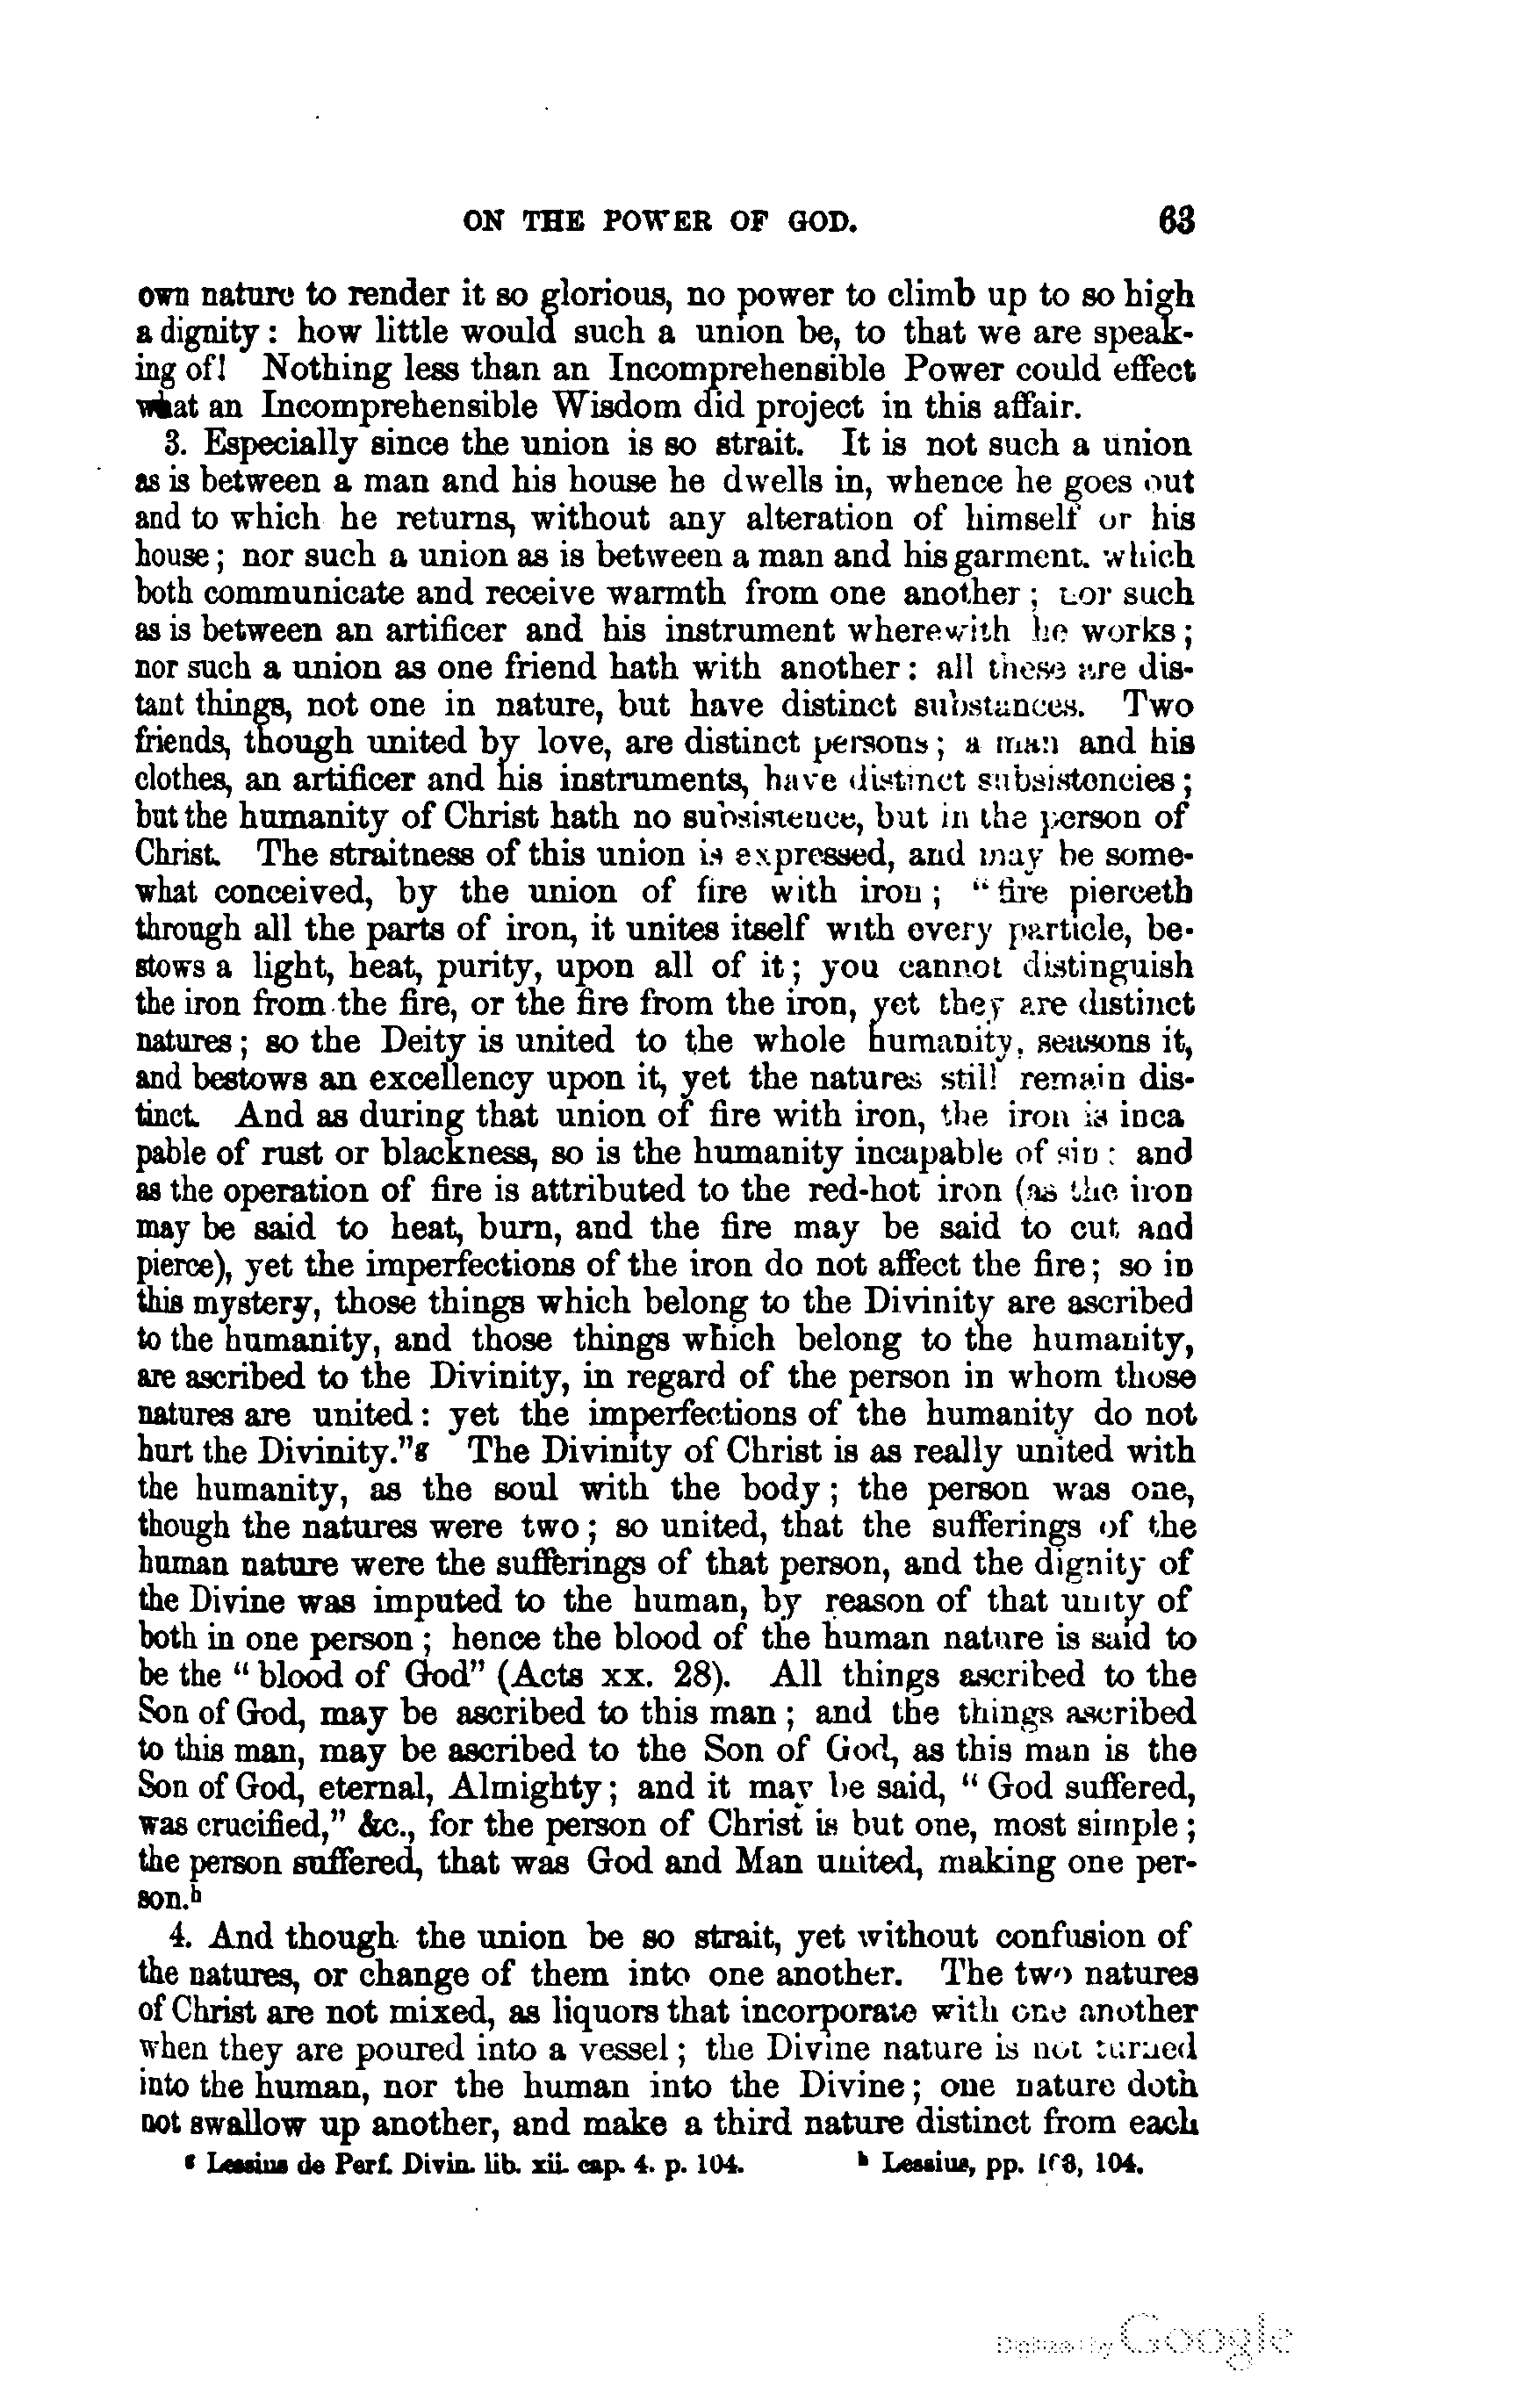 ON THE POWER OF GOD. 63
own nature to render it so glorious, no power to climb up to so high
a dignity : how little would such a union be, to that we are speak-
ing of! Nothing less than an Incomprehensible Power could effect
what an Incomprehensible Wisdom did project in this affair.
3. Especially since the union is so strait. It is not such a union
as is between a man and his house he dwells in, whence he goes out
and to which he returns, without any alteration of himself or his
house ; nor such a union as is between a man and his garment. which
both communicate and receive warmth from one another ; nor such
as is between an artificer and his instrument wherewith he works ;
nor such a union as one friend hath with another : all these are dis-
tant things, not one in nature, but have distinct substances. Two
friends, though united by love, are distinct persons ; a man and his
clothes, an artificer and his instruments, have distinct subsistencies ;
but the humanity of Christ hath no subsistence, but in the person of
Christ. The straitness of this union is expressed, and may be some-
what conceived, by the union of fire with iron ; “ fire pierceth
through all the parts of iron, it unites itself with every particle, be-
stows a light, heat, purity, upon all of it ; you cannot distinguish
the iron from the fire, or the fire from the iron, yet they are distinct
natures ; so the Deity is united to the whole humanity, seasons it,
and bestows an excellency upon it, yet the natures still remain dis-
tinct. And as during that union of fire with iron, the iron is inca
pable of rust or blackness, so is the humanity incapable of sin : and
as the operation of fire is attributed to the red-hot iron (as the iron
may be said to heat, burn, and the fire may be said to cut and
pierce), yet the imperfections of the iron do not affect the fire ; so in
this mystery, those things which belong to the Divinity are ascribed
to the humanity, and those things which belong to the humanity,
are ascribed to the Divinity, in regard of the person in whom those
natures are united : yet the imperfections of the humanity do not
hurt the Divinity.”g The Divinity of Christ is as really united with
the humanity, as the soul with the body ; the person was one,
though the natures were two ; so united, that the sufferings of the
human nature were the sufferings of that person, and the dignity of
the Divine was imputed to the human, by reason of that unity of
both in one person ; hence the blood of the human nature is said to
be the “ blood of God” (Acts xx. 28). All things ascribed to the
Son of God, may be ascribed to this man ; and the things ascribed
to this man, may be ascribed to the Son of God, as this man is the
Son of God, eternal, Almighty ; and it may be said, “ God suffered,
was crucified,” &c., for the person of Christ is but one, most simple ;
the person suffered, that was God and Man united, making one per-
son.h
4. And though the union be so strait, yet without confusion of
the natures, or change of them into one another. The two natures
of Christ are not mixed, as liquors that incorporate with one another
when they are poured into a vessel ; the Divine nature is not turned
into the human, nor the human into the Divine ; one nature doth
not swallow up another, and make a third nature distinct from each
g Lessius de Perf. Divin. lib. xii. cap. 4. p. 104. h Lessius, pp. 103, 104.
Digitized by Google